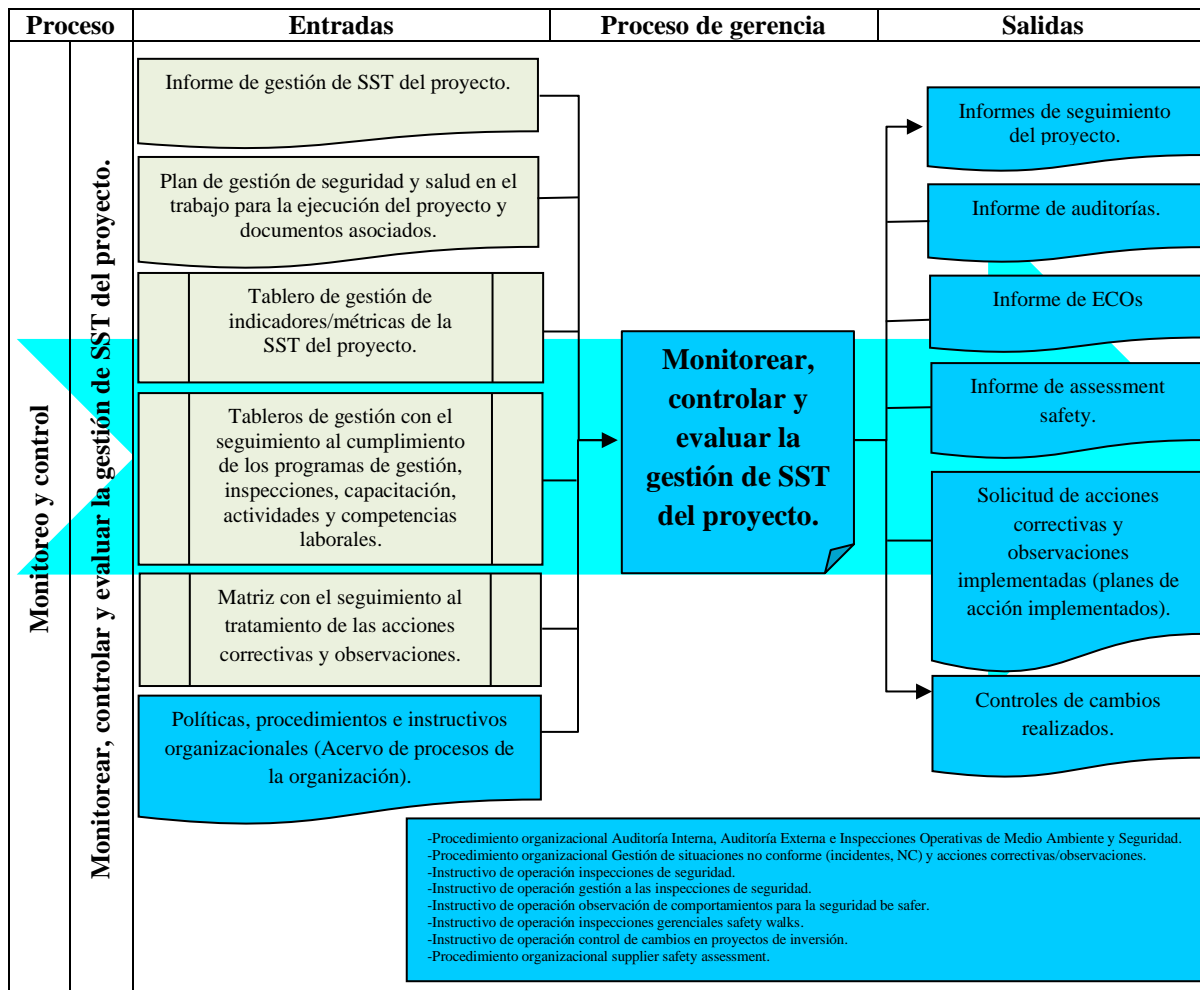 Proceso
Entradas
Proceso de gerencia
Salidas
Monitoreo y control
Monitorear, controlar y evaluar la gestión de SST del proyecto.
Informe de gestión de SST del proyecto.
Plan de gestión de seguridad y salud en el
trabajo para la ejecución del proyecto y
documentos asociados.
Tablero de gestión de
indicadores/métricas de la
SST del proyecto.
Tableros de gestión con el
seguimiento al cumplimiento
de los programas de gestión,
inspecciones, capacitación,
actividades y competencias
laborales.
Matriz con el seguimiento al
tratamiento de las acciones
correctivas y observaciones.
Políticas, procedimientos e instructivos
organizacionales (Acervo de procesos de
la organización).
Monitorear,
controlar y
evaluar la
gestión de SST
del proyecto.
Informes de seguimiento
del proyecto.
Informe de auditorías.
Informe de ECOs
Informe de assessment
safety.
Solicitud de acciones
correctivas y
observaciones
implementadas (planes de
acción implementados).
Controles de cambios
realizados.
-Procedimiento organizacional Auditoría Interna, Auditoría Externa e Inspecciones Operativas de Medio Ambiente y Seguridad.
-Procedimiento organizacional Gestión de situaciones no conforme (incidentes, NC) y acciones correctivas/observaciones.
-Instructivo de operación inspecciones de seguridad.
-Instructivo de operación gestión a las inspecciones de seguridad.
-Instructivo de operación observación de comportamientos para la seguridad be safer.
-Instructivo de operación inspecciones gerenciales safety walks.
-Instructivo de operación control de cambios en proyectos de inversión.
-Procedimiento organizacional supplier safety assessment.